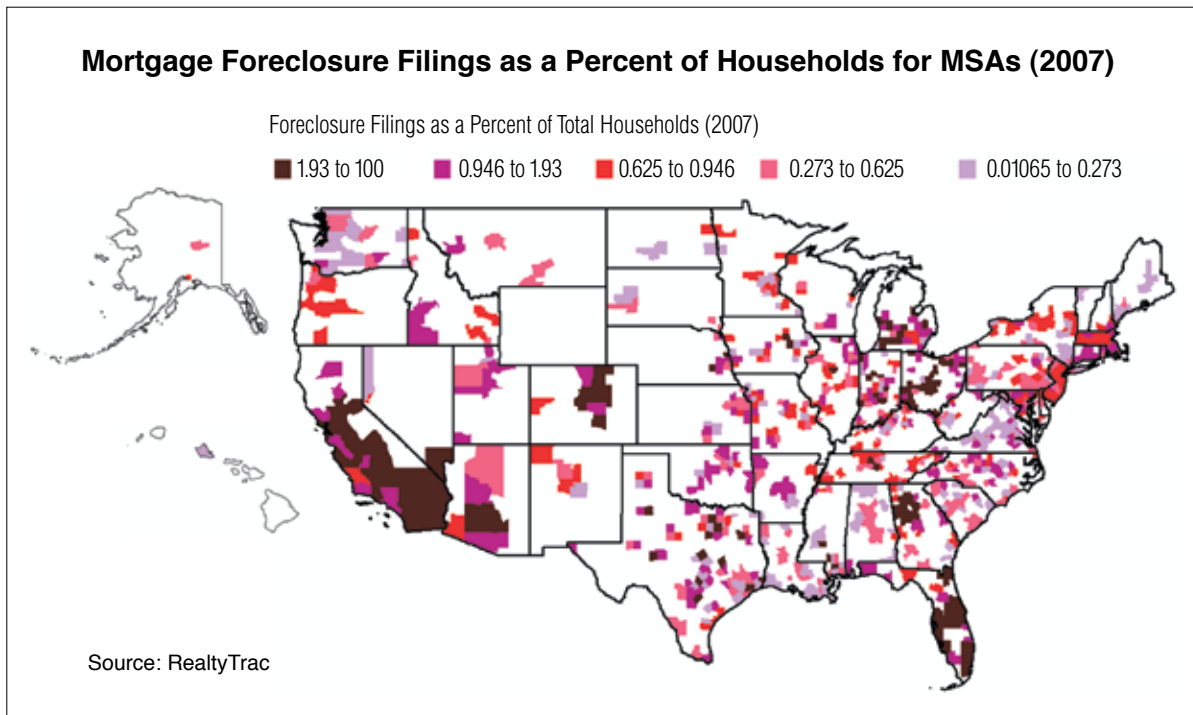 Mortgage Foreclosure Filings as a Percent of Households for MSAs (2007)
Foreclosure Filings as a Percent of Total Households (2007)
1.93 to 100 0.946 to 1.93 0.625 to 0.946 0.273 to 0.625 0.01065 to 0.273
Source: RealtyTrac